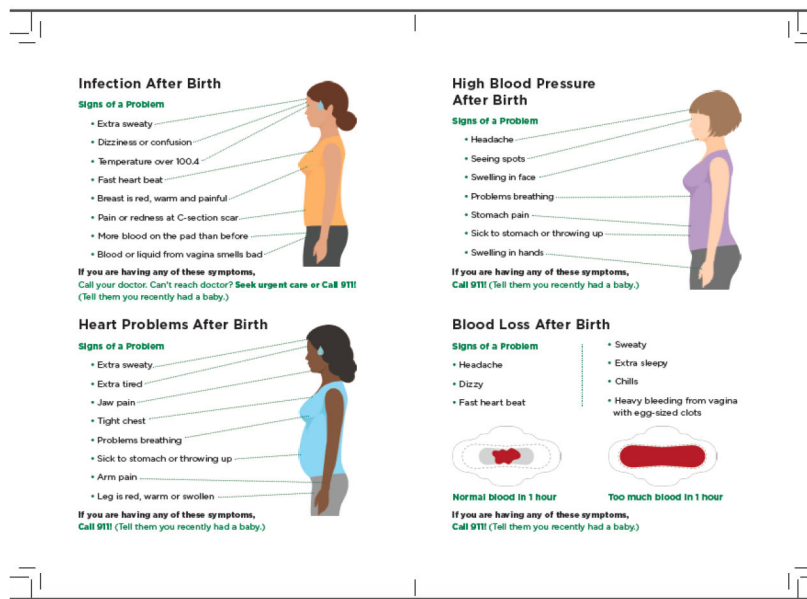 Infection After Birth
Signs of a Problem
• Extra sweaty
• Dizziness or confusion
• Temperature over 100.4
• Fast heart beat
• Breast is red, warm and painful
• Pain or redness at C-section scar
• More blood on the pad than before
• Blood or liquid from vagina smells bad
If you are having any of these symptoms,
Call your doctor. Can't reach doctor? Seek urgent care or Call 911!
(Tell them you recently had a baby.)
High Blood Pressure
After Birth
Signs of a Problem
• Headache
• Seeing spots
• Swelling in face
• Problems breathing
• Stomach pain
• Sick to stomach or throwing up
• Swelling in hands
If you are having any of these symptoms,
Call 911! (Tell them you recently had a baby.)
Heart Problems After Birth
Signs of a Problem
• Extra sweaty
• Extra tired
• Jaw pain
• Tight chest
• Problems breathing
• Sick to stomach or throwing up
• Arm pain
• Leg is red, warm or swollen
If you are having any of these symptoms,
Call 911! (Tell them you recently had a baby.)
Blood Loss After Birth
Signs of a Problem
• Headache
• Dizzy
• Fast heart beat
• Sweaty
• Extra sleepy
• Chills
• Heavy bleeding from vagina
with egg-sized clots
Normal blood in 1 hour
Too much blood in 1 hour
If you are having any of these symptoms,
Call 911! (Tell them you recently had a baby.)